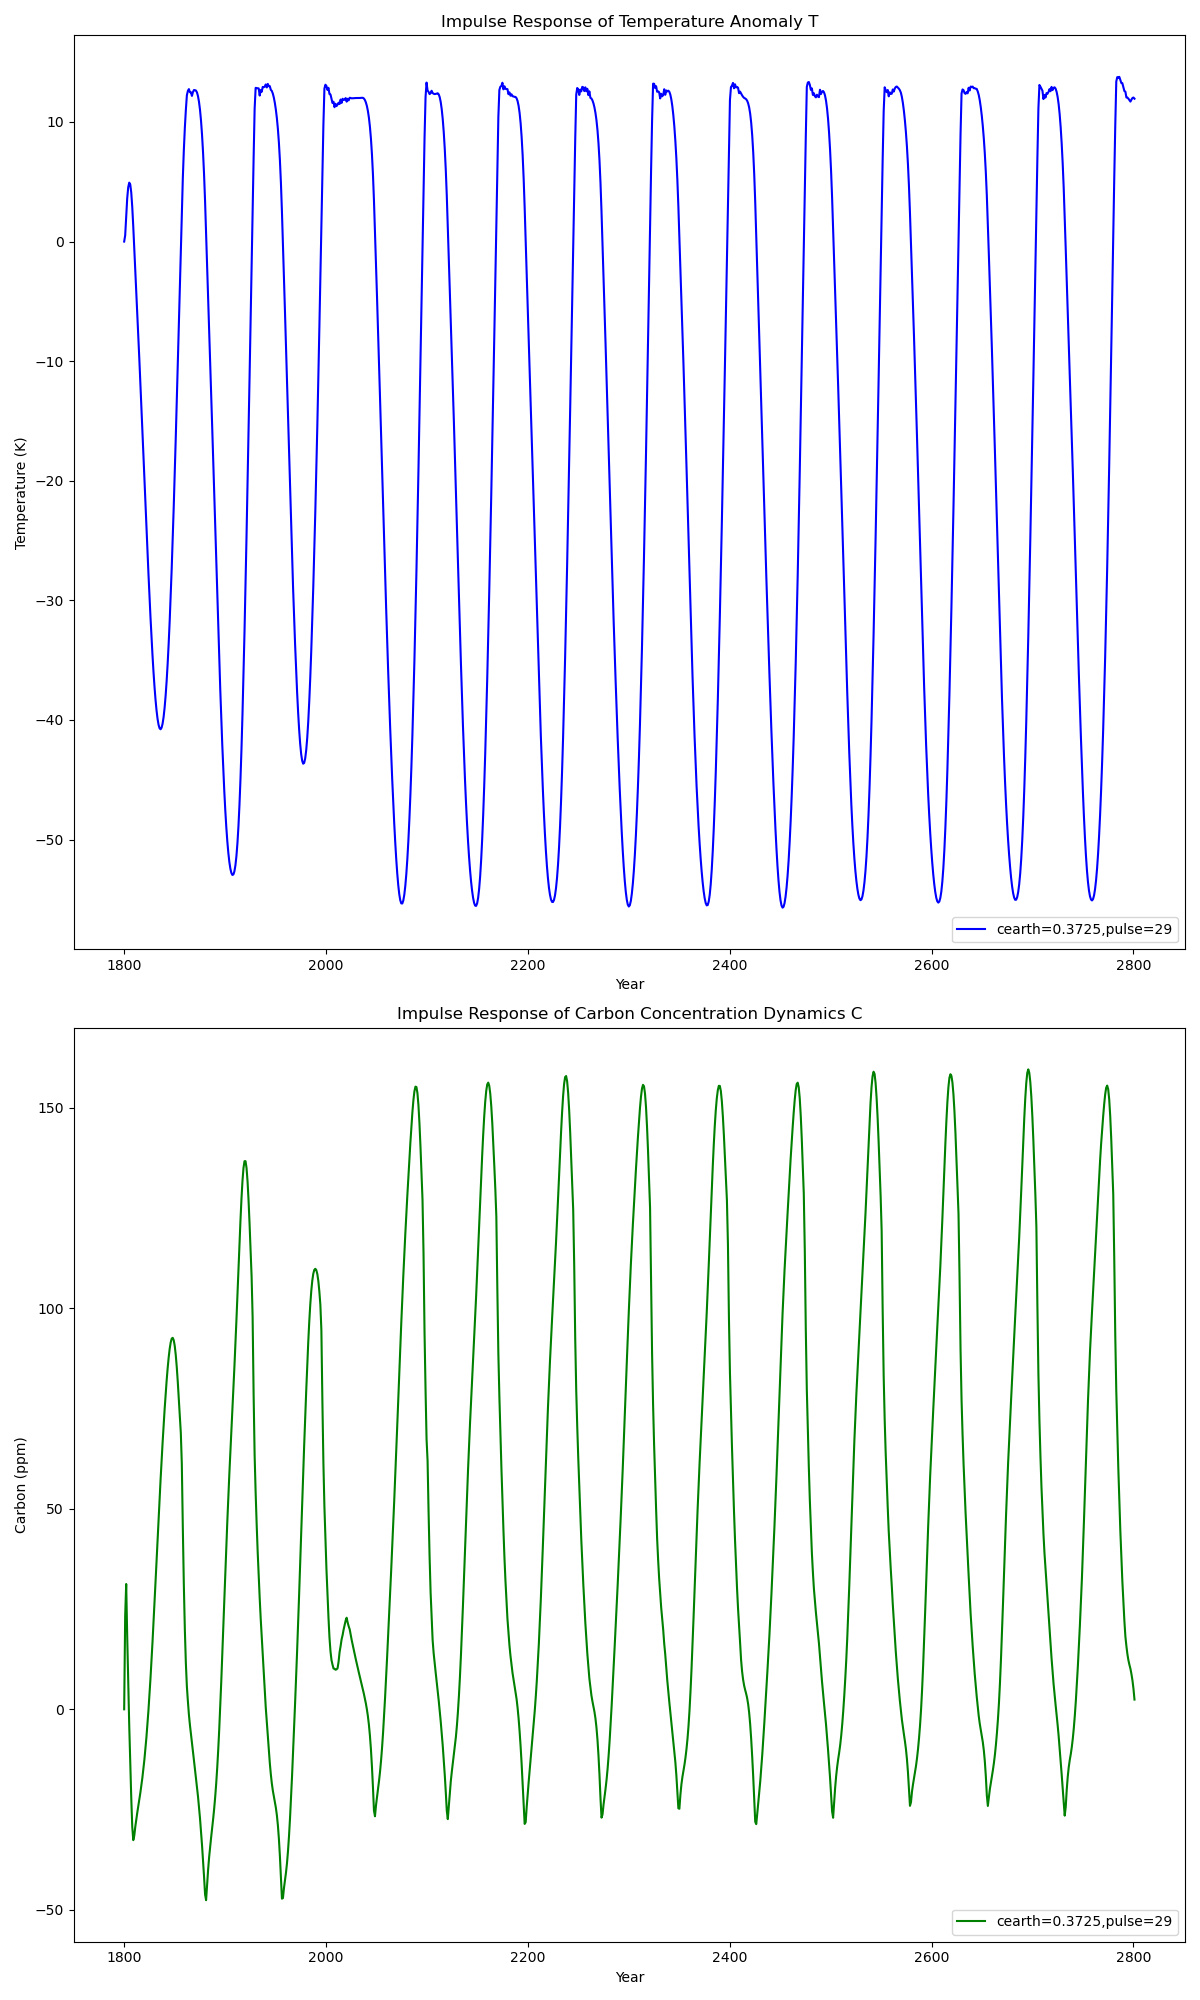 Impulse Response of Temperature Anomaly T
Temperature (K)
10
0
−10
−20
−30
−40
−50
cearth=0.3725,pulse=29
1800 2000 2200 2400 2600 2800
Year
Impulse Response of Carbon Concentration Dynamics C
Carbon (ppm)
150
100
50
0
−50
cearth=0.3725,pulse=29
1800 2000 2200 2400 2600 2800
Year